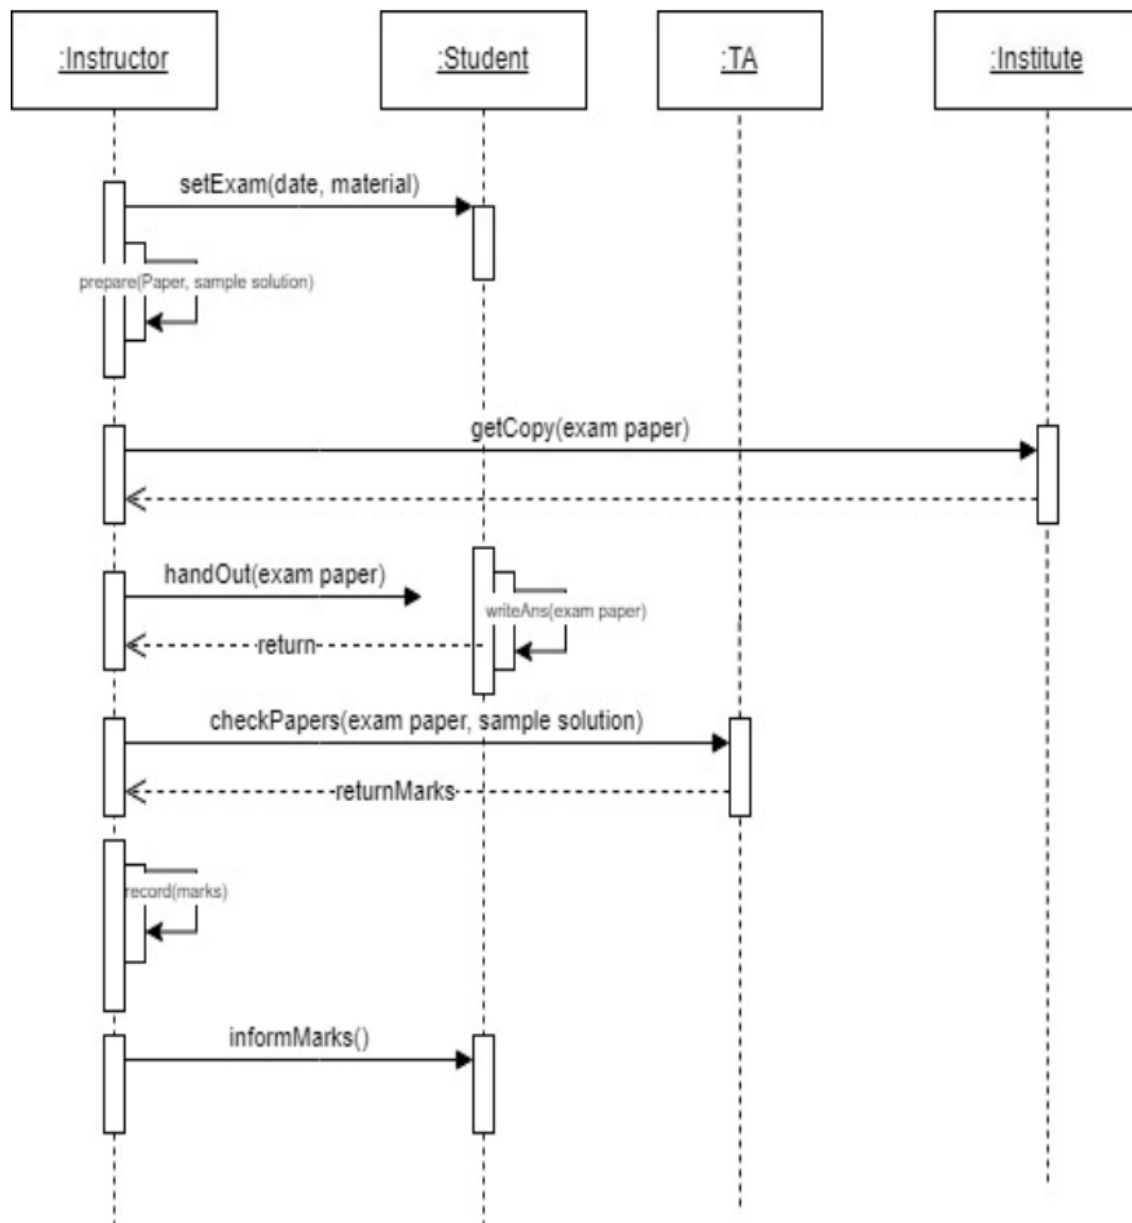 :Instructor
:Student
:TA
:Institute
setExam(date, material)
prepare(Paper, sample solution)
getCopy(exam paper)
handOut(exam paper)
writeAns(exam paper)
return
checkPapers(exam paper, sample solution)
returnMarks
record(marks)
informMarks()